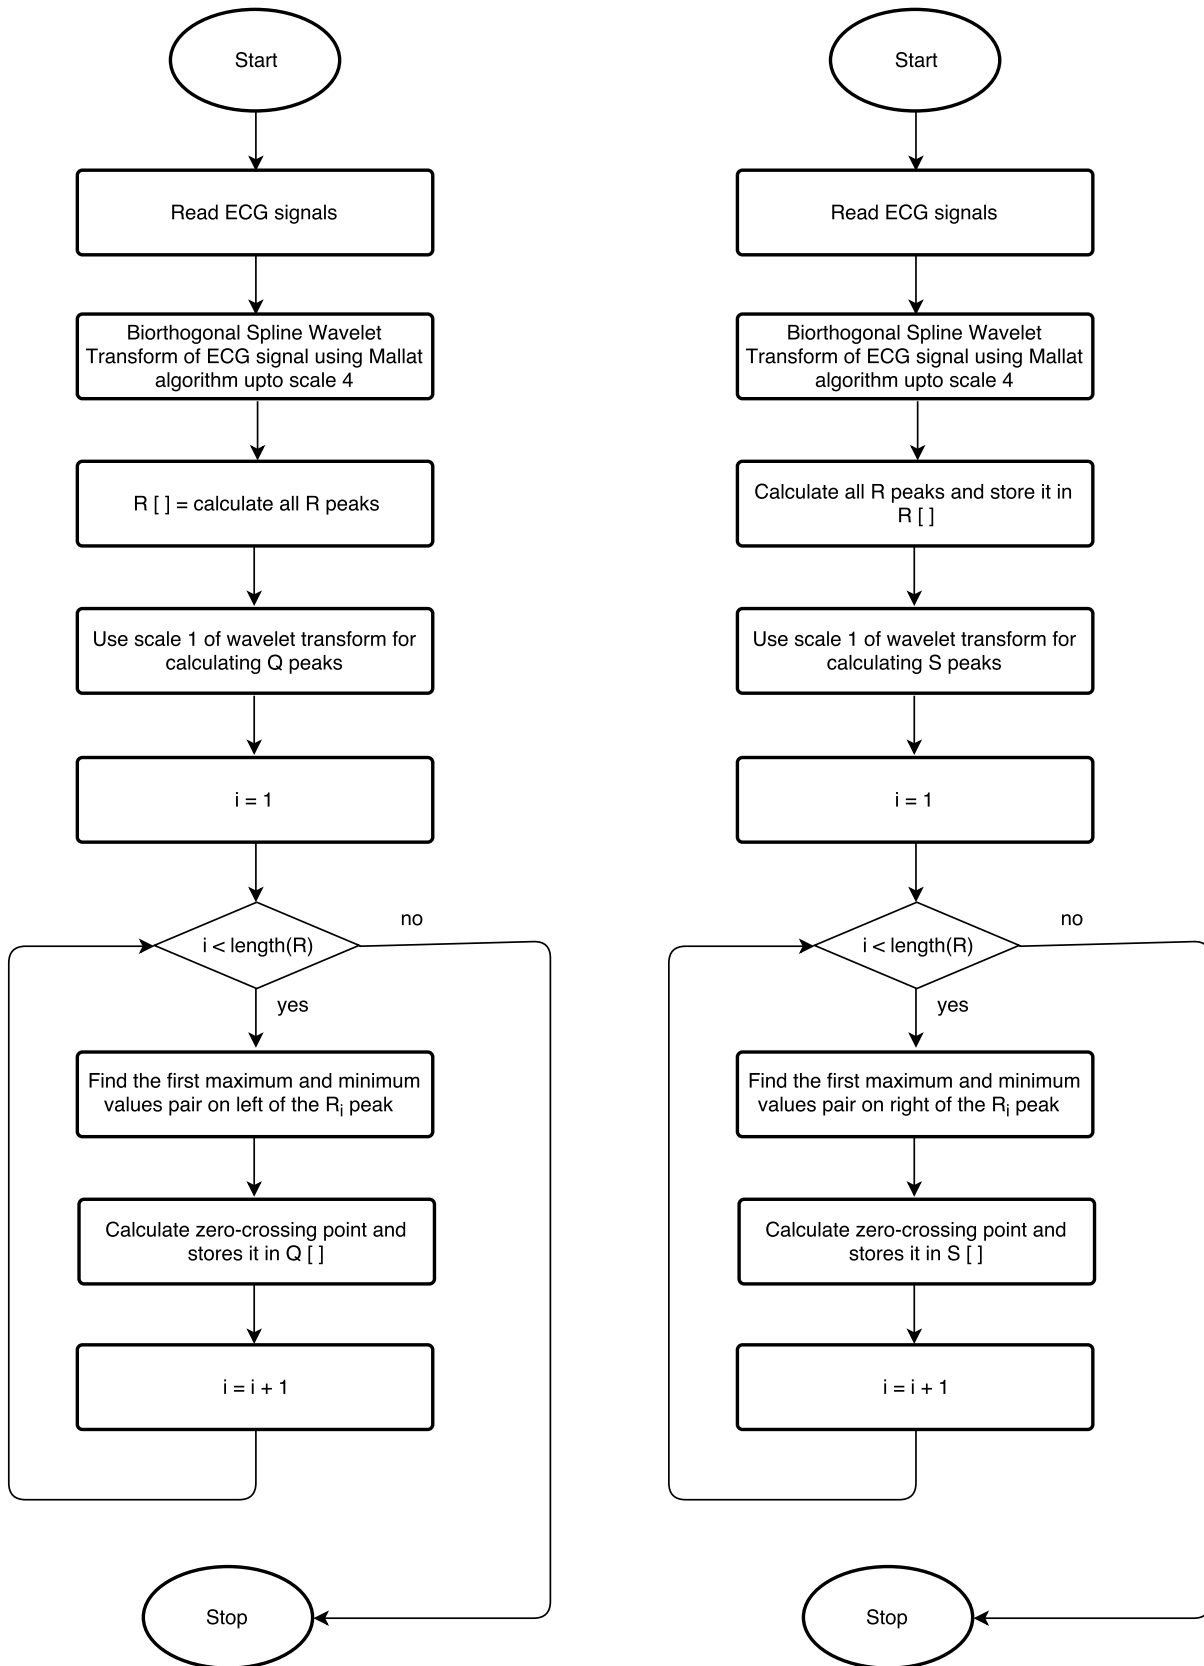 Start
Read ECG signals
Biorthogonal Spline Wavelet
Transform of ECG signal using Mallat
algorithm upto scale 4
R [ ] = calculate all R peaks
Use scale 1 of wavelet transform for
calculating Q peaks
i = 1
i < length(R)
no
yes
Find the first maximum and minimum
values pair on left of the Ri peak
Calculate zero-crossing point and
stores it in Q [ ]
i = i + 1
Stop
Start
Read ECG signals
Biorthogonal Spline Wavelet
Transform of ECG signal using Mallat
algorithm upto scale 4
Calculate all R peaks and store it in
R [ ]
Use scale 1 of wavelet transform for
calculating S peaks
i = 1
i < length(R)
no
yes
Find the first maximum and minimum
values pair on right of the Ri peak
Calculate zero-crossing point and
stores it in S [ ]
i = i + 1
Stop